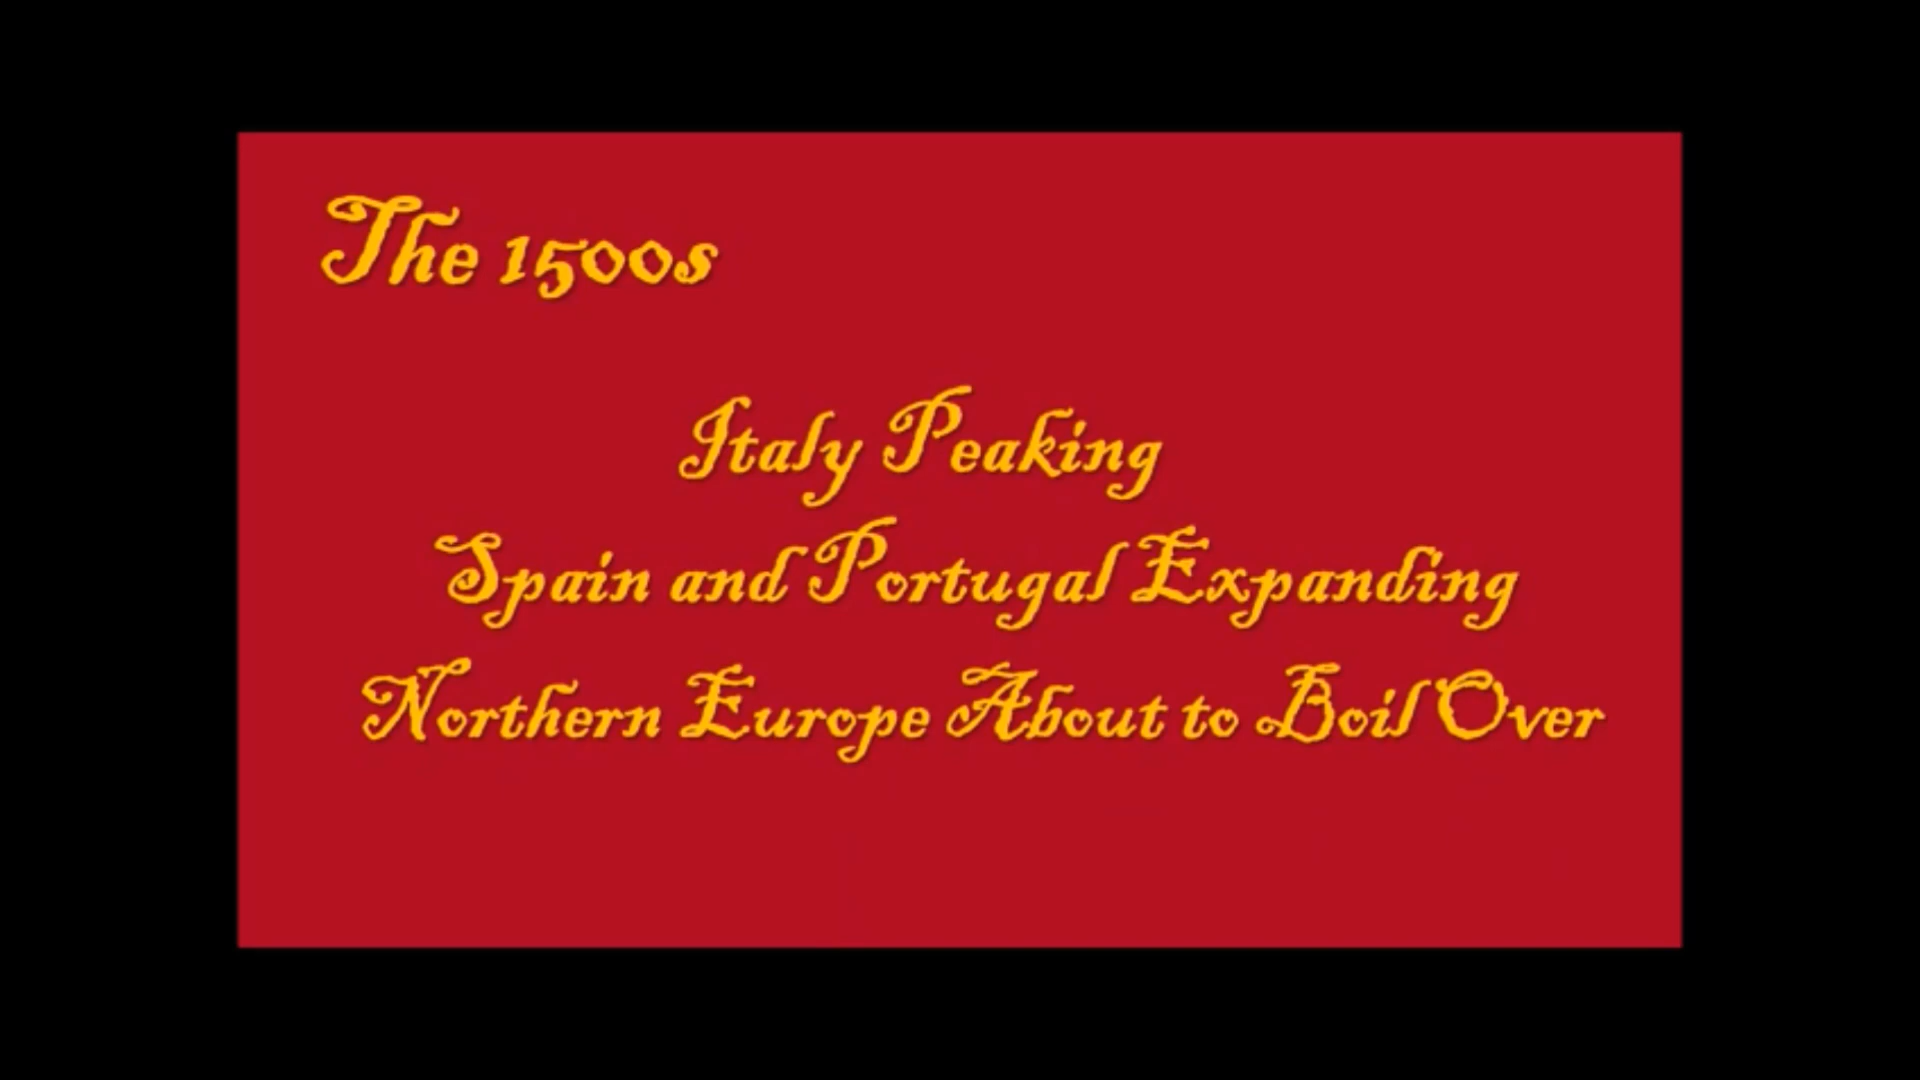 The 1500s
Italy Peaking
Spain and Portugal Expanding
Northern Europe About to Boil Over